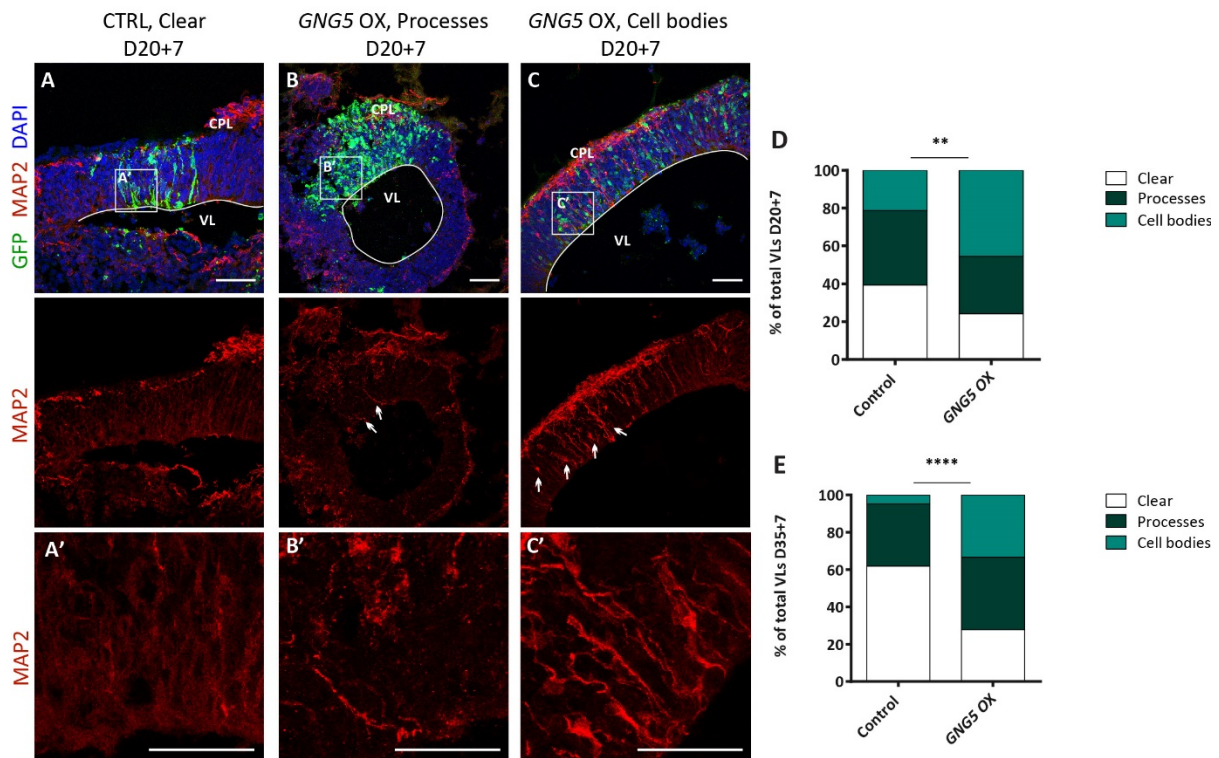 CTRL, Clear
D20+7
GNG5 OX, Processes
D20+7
GNG5 OX, Cell bodies
D20+7
GFP MAP2 DAPI
A
CPL
A'
VL
B
CPL
B'
VL
C
CPL
C'
VL
MAP2
MAP2
A'
B'
C'
D
**
% of total VLs D20+7
100
80
60
40
20
0
Control
GNG5 OX
Clear
Processes
Cell bodies
E
****
% of total VLs D35+7
100
80
60
40
20
0
Control
GNG5 OX
Clear
Processes
Cell bodies